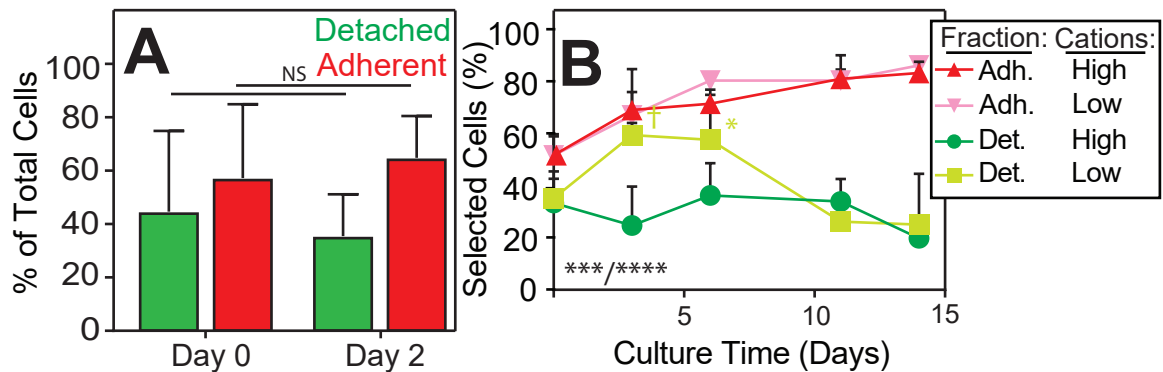 A
Detached
Adherent
NS
% of Total Cells
100
80
60
40
20
0
Day 0
Day 2
B
Selected Cells (%)
100
80
60
40
20
0
†
*
***/****
5
10
15
Culture Time (Days)
Fraction: Cations:
Adh. High
Adh. Low
Det. High
Det. Low